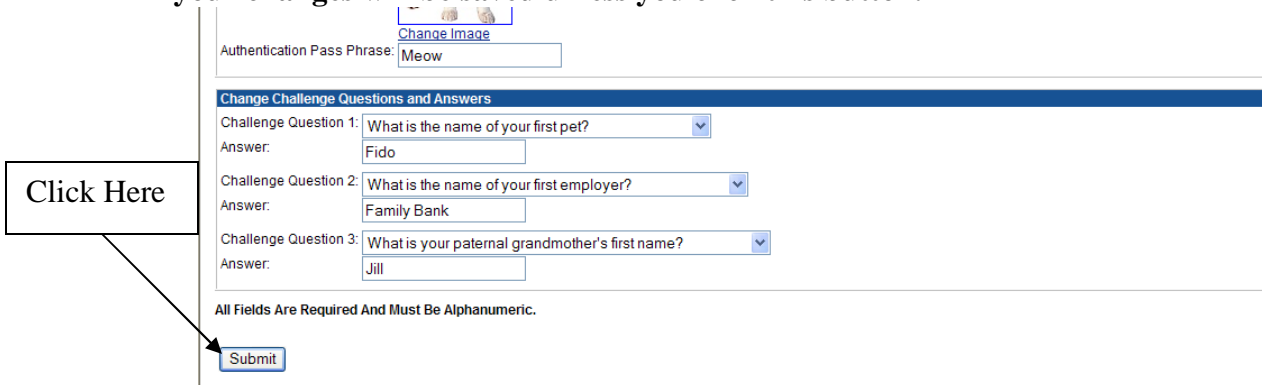 Change Image
Authentication Pass Phrase: Meow
Change Challenge Questions and Answers
Challenge Question 1: What is the name of your first pet?
Answer: Fido
Click Here
Challenge Question 2: What is the name of your first employer?
Answer: Family Bank
Challenge Question 3: What is your paternal grandmother's first name?
Answer: Jill
All Fields Are Required And Must Be Alphanumeric.
Submit